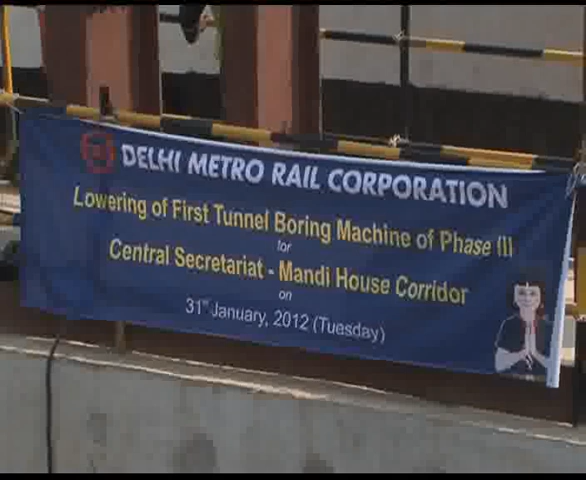 DELHI METRO RAIL CORPORATION
Lowering of First Tunnel Boring Machine of Phase III
for
Central Secretariat - Mandi House Corridor
on
31st January, 2012 (Tuesday)